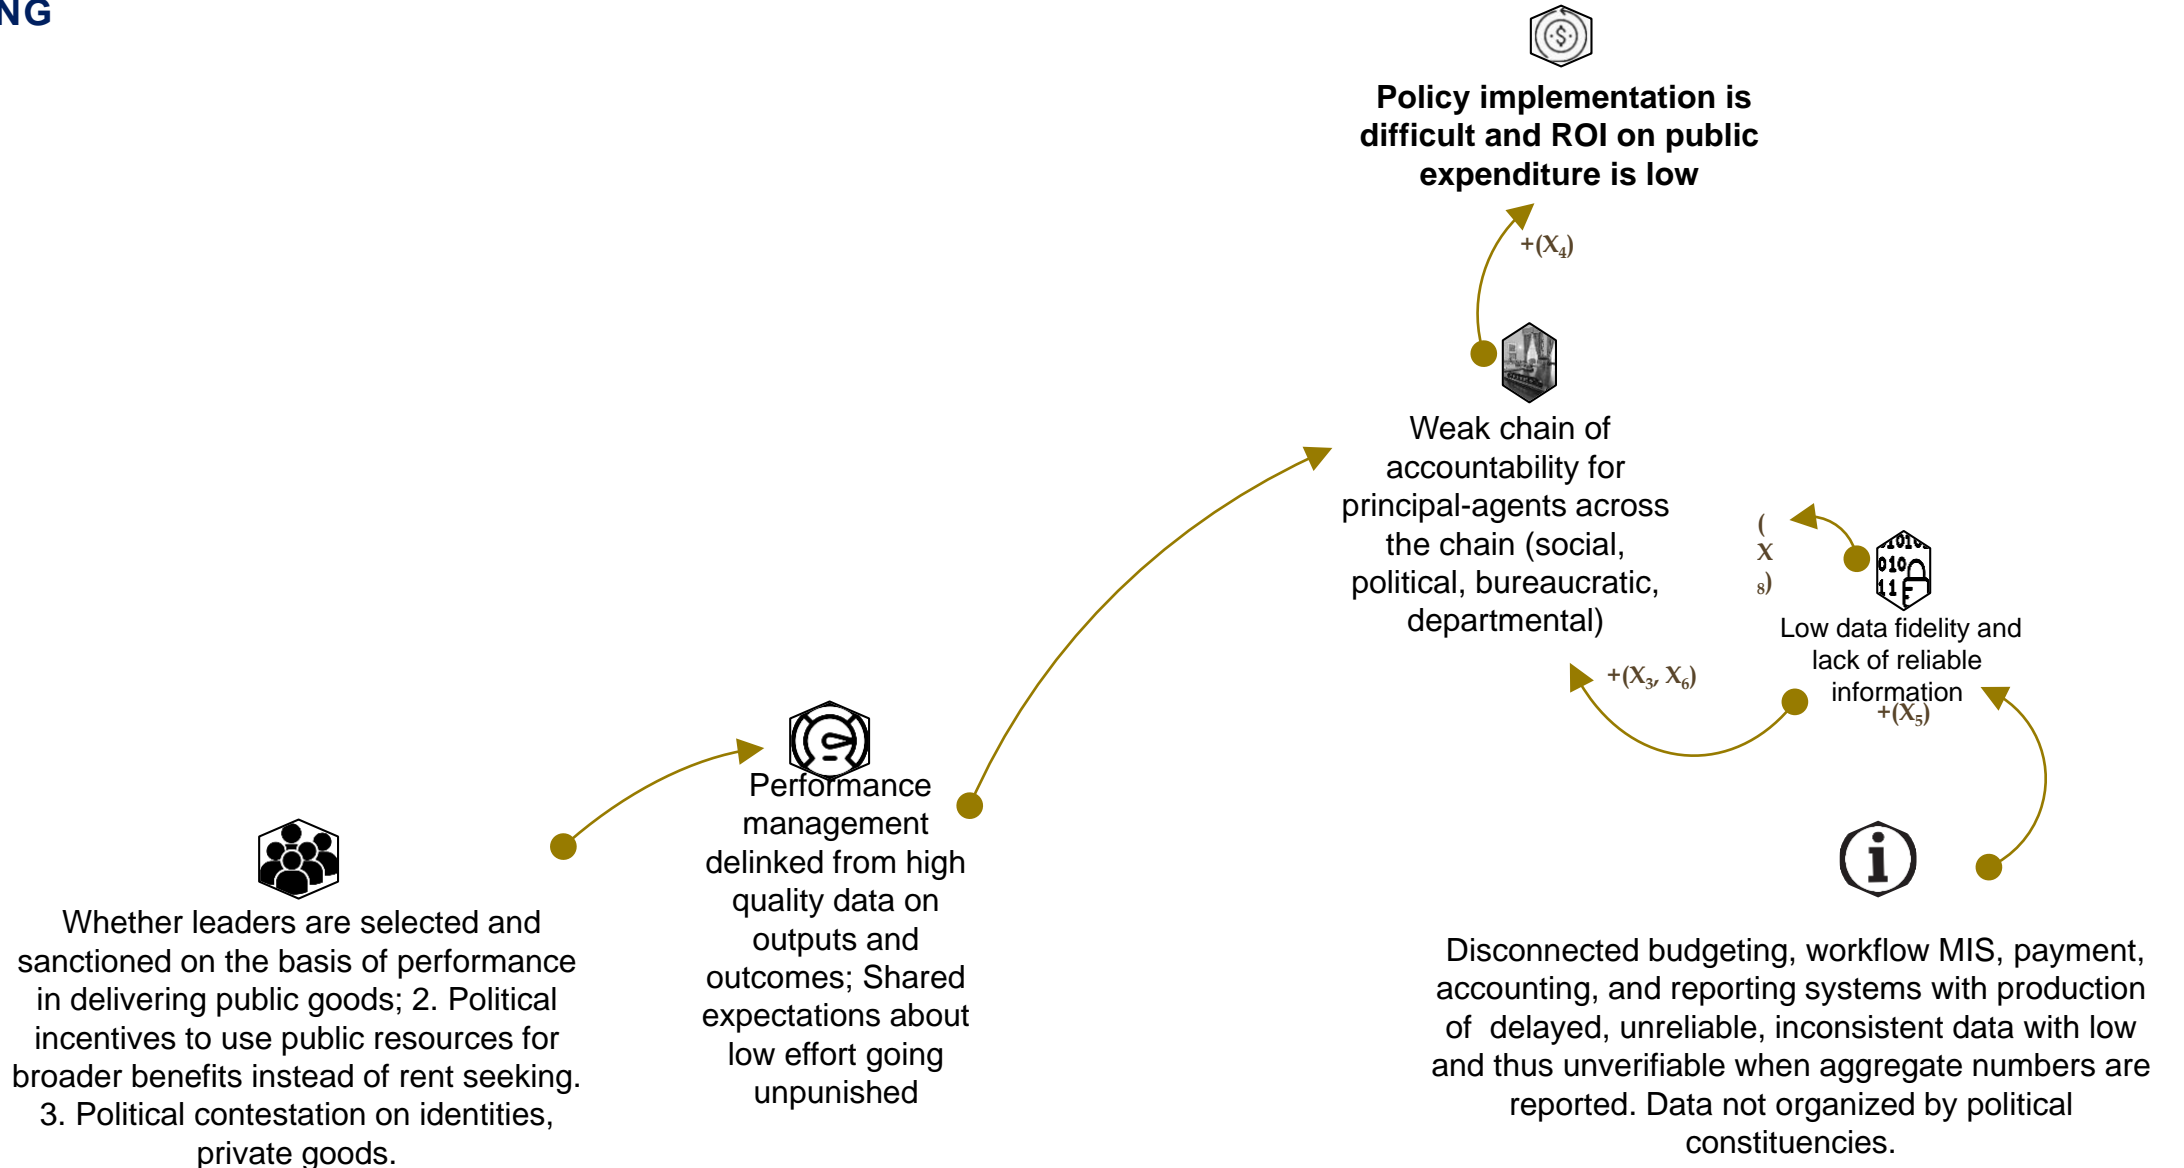 NG
Policy implementation is
difficult and ROI on public
expenditure is low
+(X₄)
Weak chain of
accountability for
principal-agents across
the chain (social,
political, bureaucratic,
departmental)
(
X
₈)
Low data fidelity and
lack of reliable
information
+(X₃, X₆)
+(X₅)
Performance
management
delinked from high
quality data on
outputs and
outcomes; Shared
expectations about
low effort going
unpunished
Whether leaders are selected and
sanctioned on the basis of performance
in delivering public goods; 2. Political
incentives to use public resources for
broader benefits instead of rent seeking.
3. Political contestation on identities,
private goods.
Disconnected budgeting, workflow MIS, payment,
accounting, and reporting systems with production
of  delayed, unreliable, inconsistent data with low
and thus unverifiable when aggregate numbers are
reported. Data not organized by political
constituencies.